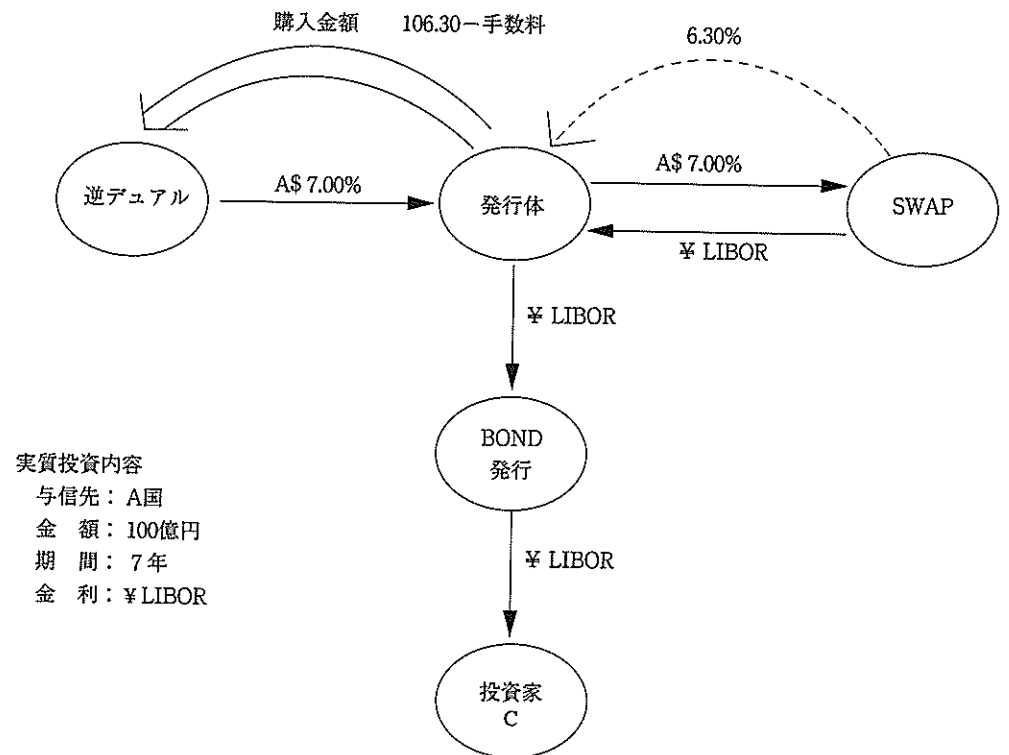 購入金額　106.30－手数料
6.30%
逆デュアル
A$ 7.00%
発行体
A$ 7.00%
SWAP
¥ LIBOR
¥ LIBOR
BOND
発行
実質投資内容
与信先：A国
金　額：100億円
期　間：7年
金　利：¥LIBOR
¥ LIBOR
投資家
C